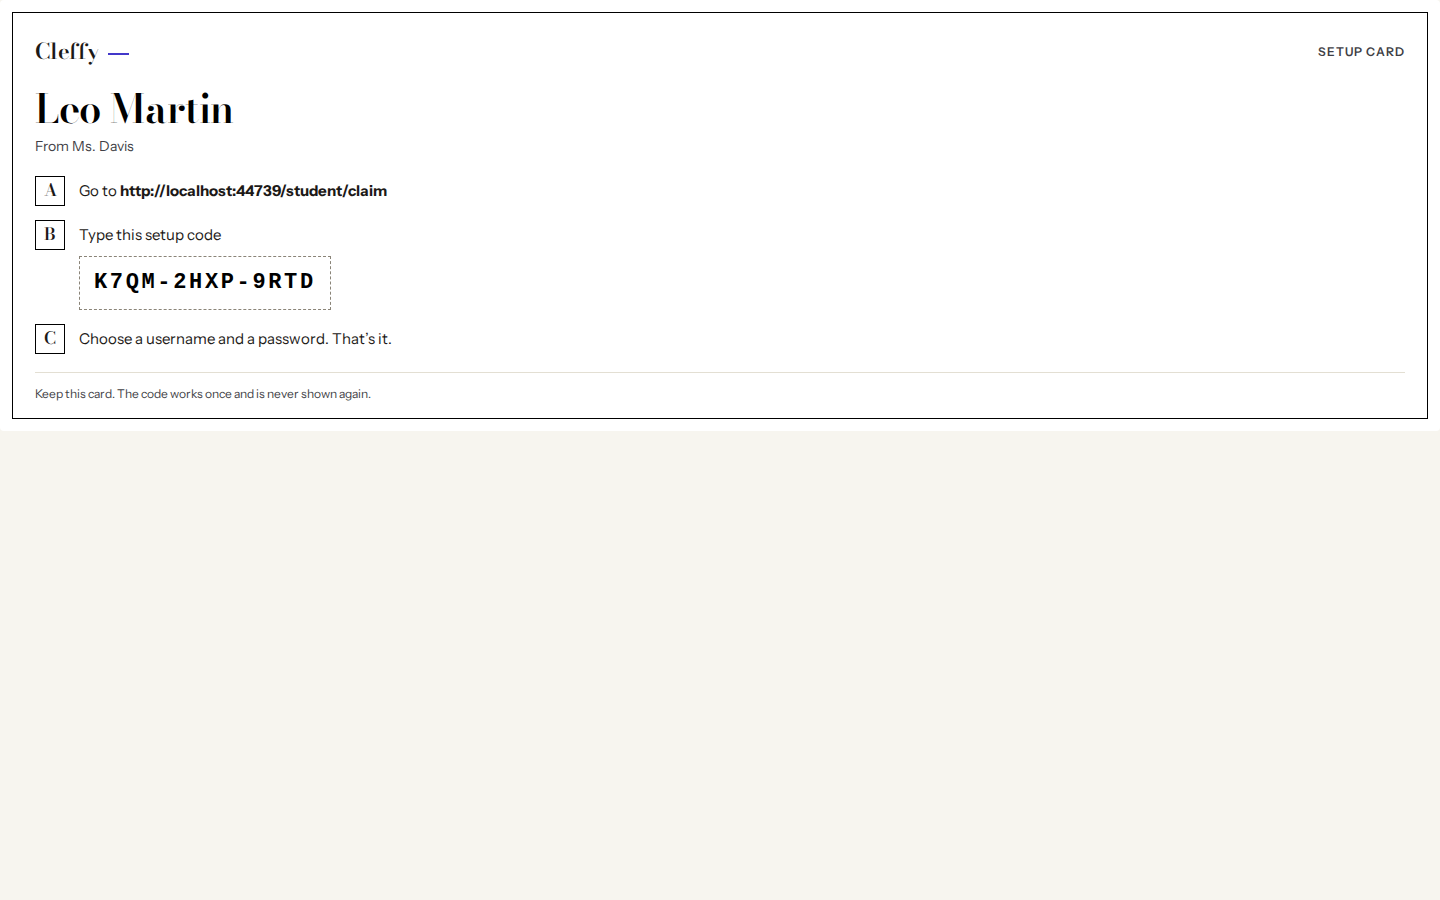 Cleffy
SETUP CARD
Leo Martin
From Ms. Davis
A Go to http://localhost:44739/student/claim
B Type this setup code
K7QM-2HXP-9RTD
C Choose a username and a password. That’s it.
Keep this card. The code works once and is never shown again.